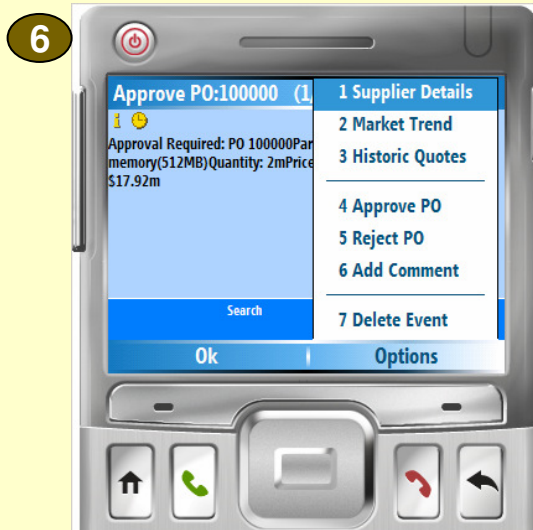 6
Approve PO:100000 (1/
Approval Required: PO 100000Par
memory(512MB)Quantity: 2mPrice
$17.92m
1 Supplier Details
2 Market Trend
3 Historic Quotes
4 Approve PO
5 Reject PO
6 Add Comment
7 Delete Event
Search
Ok
Options